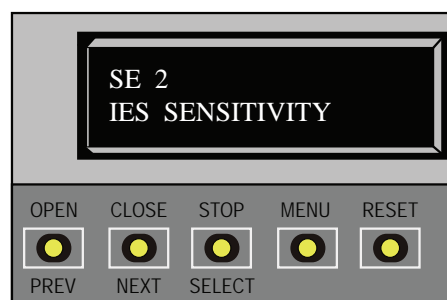 SE 2
IES SENSITIVITY
OPEN CLOSE STOP MENU RESET
PREV NEXT SELECT